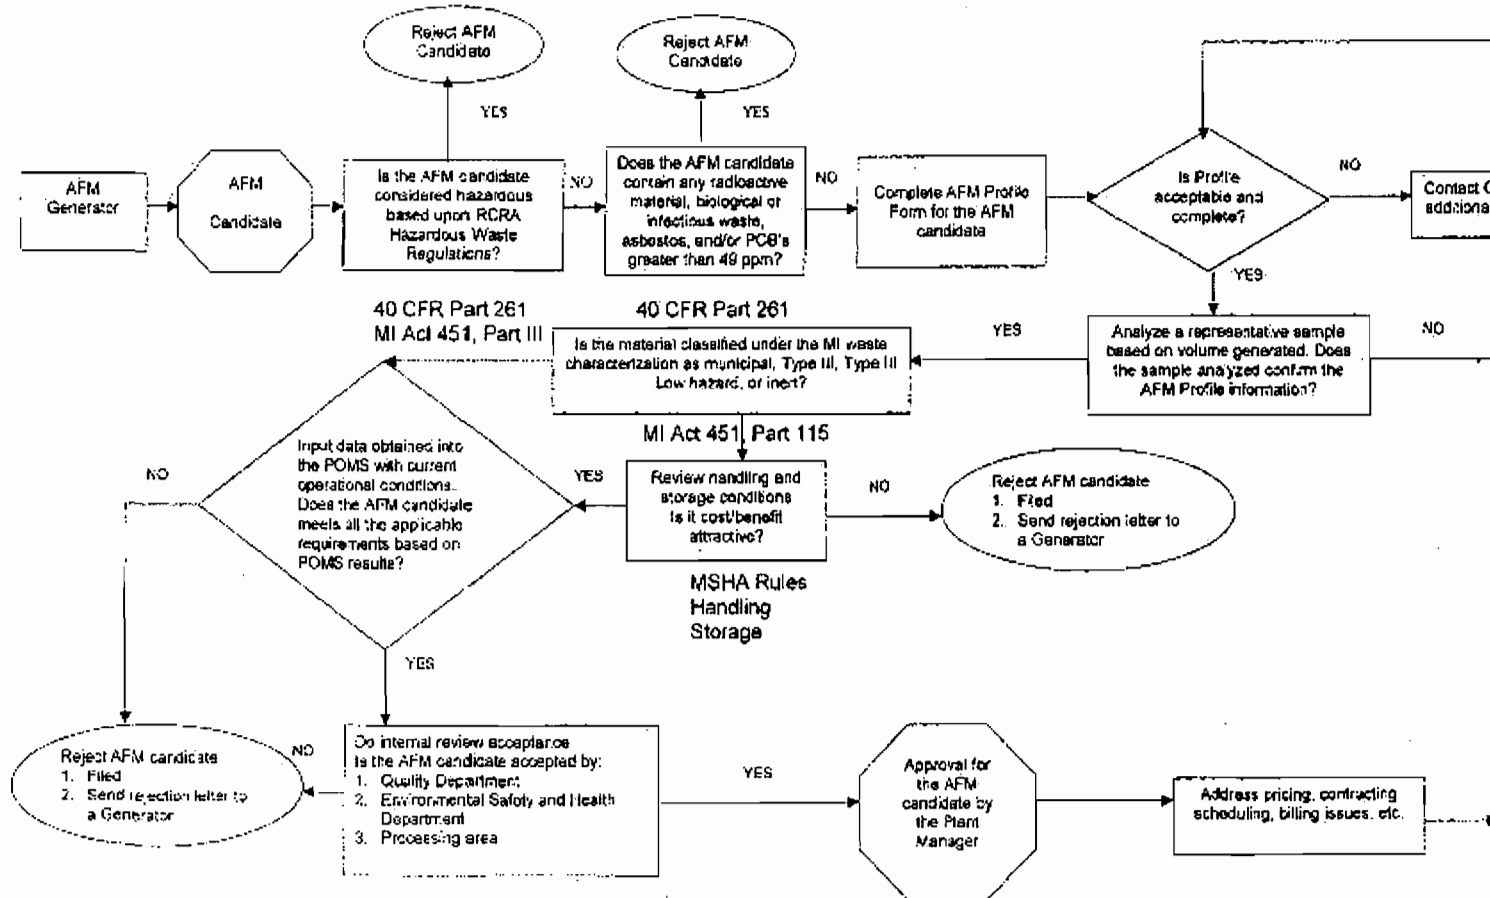 Reject AFM
Candidate
Reject AFM
Candidate
YES
YES
AFM
Generator
AFM
Candidate
Is the AFM candidate
considered hazardous
based upon RCRA
Hazardous Waste
Regulations?
NO
Does the AFM candidate
contain any radioactive
material, biological or
infectious waste,
asbestos, and/or PCB's
greater than 49 ppm?
NO
Complete AFM Profile
Form for the AFM
candidate
Is Profile
acceptable and
complete?
NO
Contact
additional
YES
40 CFR Part 261
MI Act 451, Part III
40 CFR Part 261
Is the material classified under the MI waste
characterization as municipal, Type III, Type III
Low hazard, or inert?
YES
Analyze a representative sample
based on volume generated. Does
the sample analyzed confirm the
AFM Profile information?
NO
MI Act 451, Part 115
NO
Input data obtained into
the POMS with current
operational conditions.
Does the AFM candidate
meets all the applicable
requirements based on
POMS results?
YES
Review handling and
storage conditions
Is it cost/benefit
attractive?
NO
Reject AFM candidate
1. Filed
2. Send rejection letter to
a Generator
MSHA Rules
Handling
Storage
YES
Reject AFM candidate
1. Filed
2. Send rejection letter to
a Generator
NO
Do internal review acceptance
Is the AFM candidate accepted by:
1. Quality Department
2. Environmental Safety and Health
Department
3. Processing area
YES
Approval for
the AFM
candidate by
the Plant
Manager
Address pricing, contracting
scheduling, billing issues, etc.